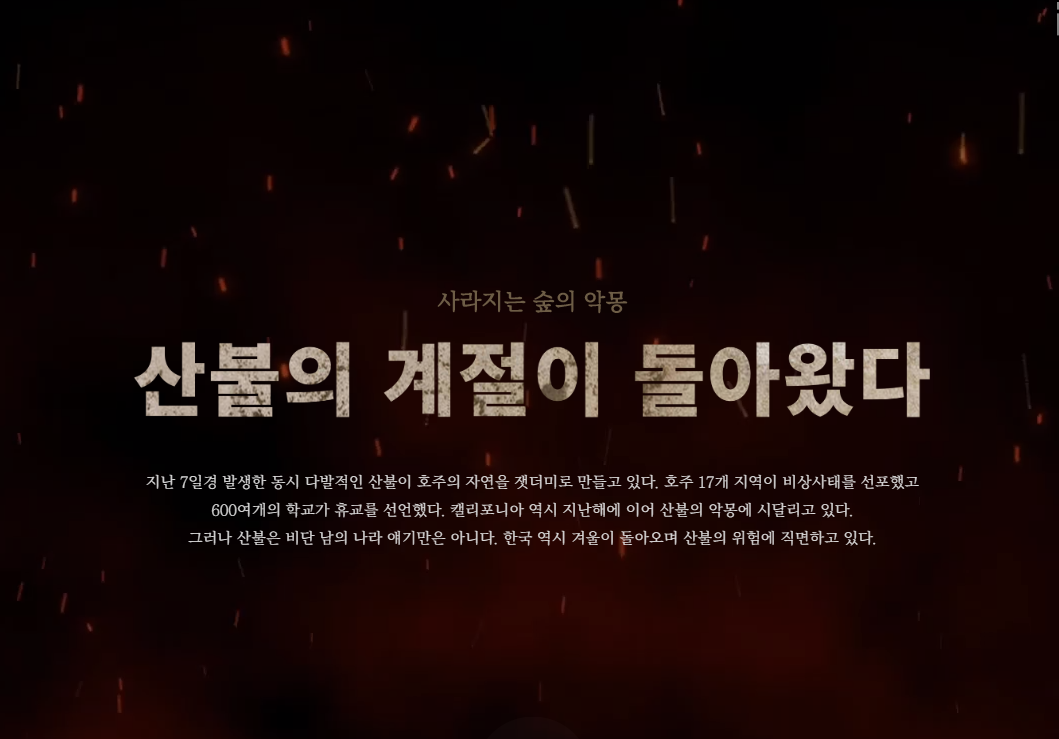 사라지는 숲의 악몽
산불의 계절이 돌아왔다
지난 7일경 발생한 동시 다발적인 산불이 호주의 자연을 잿더미로 만들고 있다. 호주 17개 지역이 비상사태를 선포했고
600여개의 학교가 휴교를 선언했다. 캘리포니아 역시 지난해에 이어 산불의 악몽에 시달리고 있다.
그러나 산불은 비단 남의 나라 얘기만은 아니다. 한국 역시 겨울이 돌아오며 산불의 위험에 직면하고 있다.